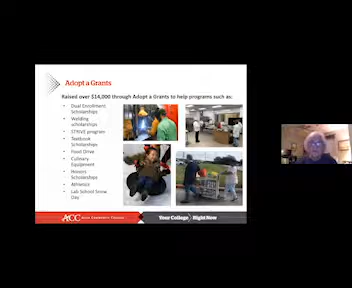 Adopt a Grants
Raised over $14,000 through Adopt a Grants to help programs such as:
• Dual Enrollment
Scholarships
• Welding
scholarships
• STRIVE program
• Textbook
Scholarships
• Food Drive
• Culinary
Equipment
• Honors
Scholarships
• Athletics
• Lab School Snow
Day
ACC
Your College Right Now